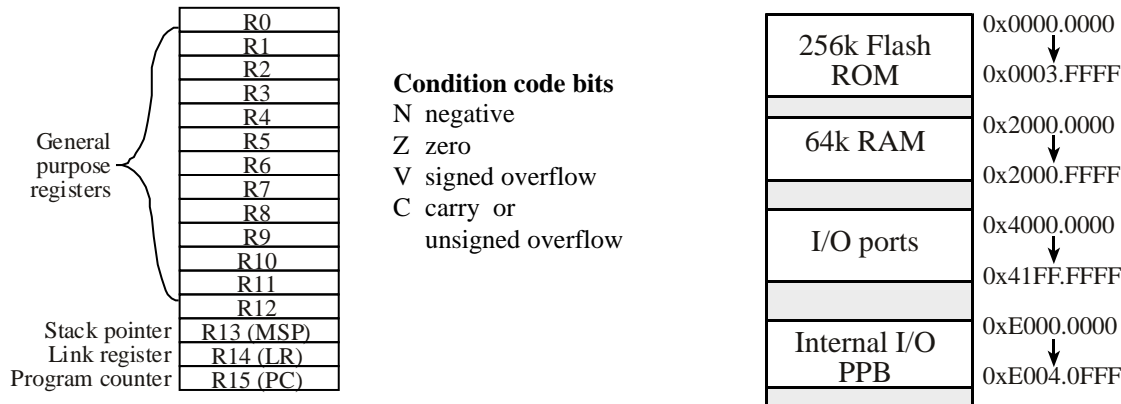 R0
R1
R2
R3
R4
R5
R6
R7
R8
R9
R10
R11
R12
R13 (MSP)
R14 (LR)
R15 (PC)
General
purpose
registers
Stack pointer
Link register
Program counter
Condition code bits
N negative
Z zero
V signed overflow
C carry or
unsigned overflow
256k Flash
ROM
64k RAM
I/O ports
Internal I/O
PPB
0x0000.0000
0x0003.FFFF
0x2000.0000
0x2000.FFFF
0x4000.0000
0x41FF.FFFF
0xE000.0000
0xE004.0FFF